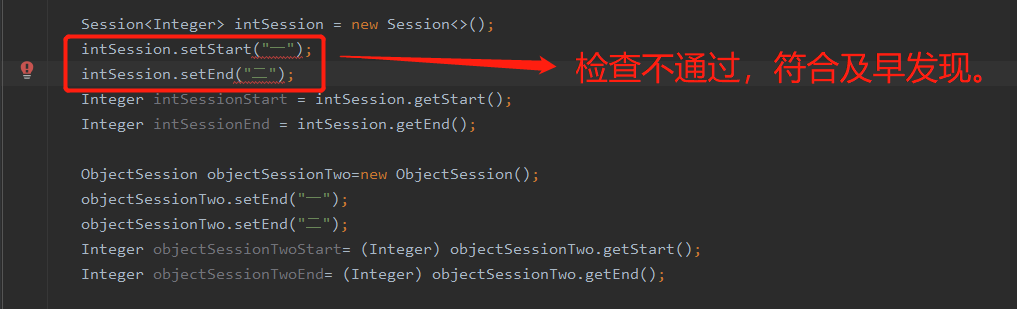 Session<Integer> intSession = new Session<>();
intSession.setStart("一");
intSession.setEnd("二");
检查不通过，符合及早发现。
Integer intSessionStart = intSession.getStart();
Integer intSessionEnd = intSession.getEnd();
ObjectSession objectSessionTwo=new ObjectSession();
objectSessionTwo.setEnd("一");
objectSessionTwo.setEnd("二");
Integer objectSessionTwoStart= (Integer) objectSessionTwo.getStart();
Integer objectSessionTwoEnd= (Integer) objectSessionTwo.getEnd();